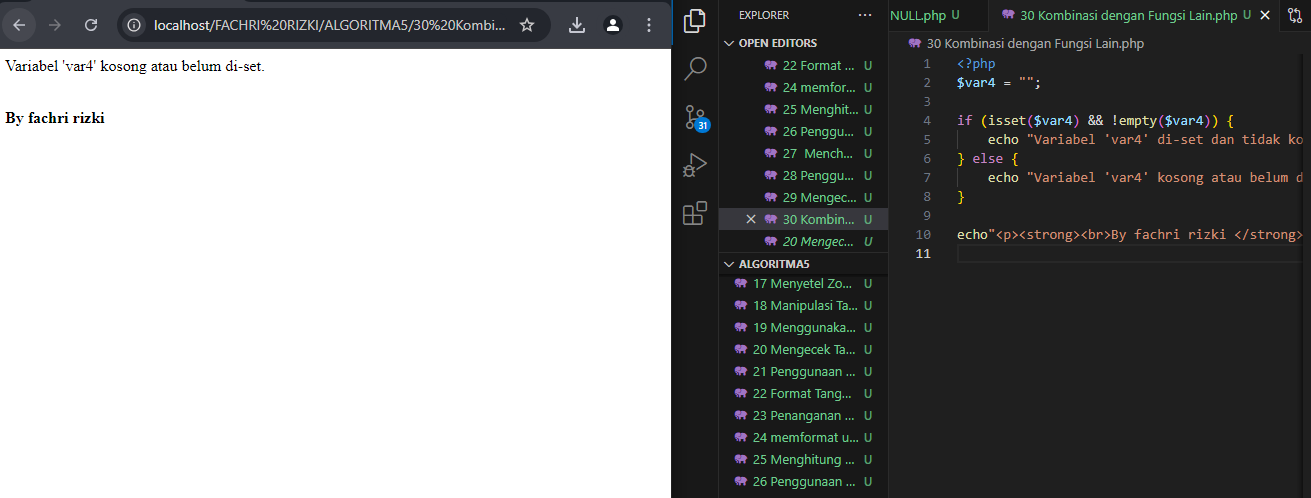 localhost/FACHRI%20RIZKI/ALGORITMA5/30%20Kombi...
Variabel 'var4' kosong atau belum di-set.
By fachri rizki
31
EXPLORER
OPEN EDITORS
22 Format ... U
24 memfor... U
25 Menghit... U
26 Penggu... U
27 Mench... U
28 Penggu... U
29 Mengec... U
30 Kombin... U
20 Mengec... U
ALGORITMA5
17 Menyetel Zo... U
18 Manipulasi Ta... U
19 Menggunaka... U
20 Mengecek Ta... U
21 Penggunaan ... U
22 Format Tang... U
23 Penanganan ... U
24 memformat u... U
25 Menghitung ... U
26 Penggunaan ... U
NULL.php U
30 Kombinasi dengan Fungsi Lain.php U
30 Kombinasi dengan Fungsi Lain.php
1 <?php
2 $var4 = "";
3
4 if (isset($var4) && !empty($var4)) {
5 echo "Variabel 'var4' di-set dan tidak ko
6 } else {
7 echo "Variabel 'var4' kosong atau belum d
8 }
9
10 echo"<p><strong><br>By fachri rizki </strong>
11